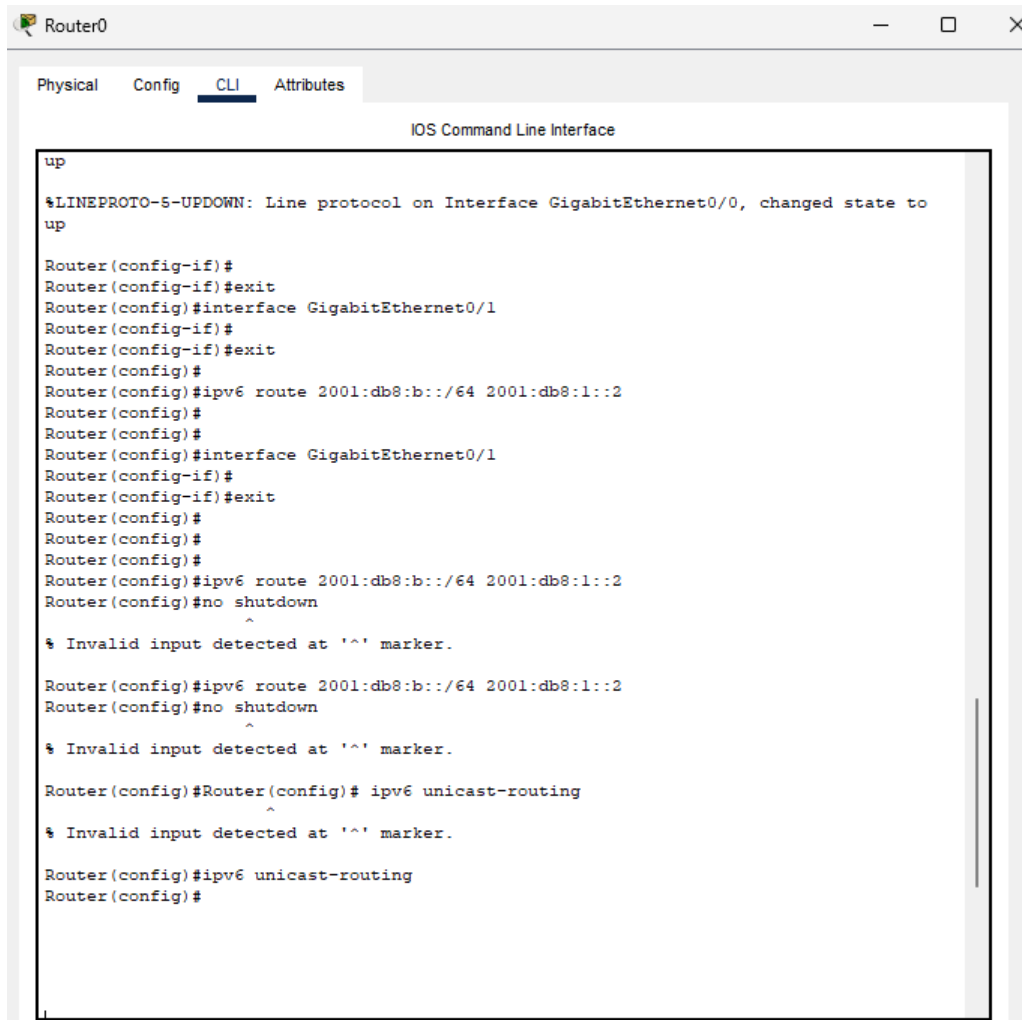 Router0
Physical Config CLI Attributes
IOS Command Line Interface
up
%LINEPROTO-5-UPDOWN: Line protocol on Interface GigabitEthernet0/0, changed state to
up
Router(config-if)#
Router(config-if)#exit
Router(config)#interface GigabitEthernet0/1
Router(config-if)#
Router(config-if)#exit
Router(config)#
Router(config)#ipv6 route 2001:db8:b::/64 2001:db8:1::2
Router(config)#
Router(config)#
Router(config)#interface GigabitEthernet0/1
Router(config-if)#
Router(config-if)#exit
Router(config)#
Router(config)#
Router(config)#
Router(config)#ipv6 route 2001:db8:b::/64 2001:db8:1::2
Router(config)#no shutdown
^
% Invalid input detected at '^' marker.
Router(config)#ipv6 route 2001:db8:b::/64 2001:db8:1::2
Router(config)#no shutdown
^
% Invalid input detected at '^' marker.
Router(config)#Router(config)# ipv6 unicast-routing
^
% Invalid input detected at '^' marker.
Router(config)#ipv6 unicast-routing
Router(config)#